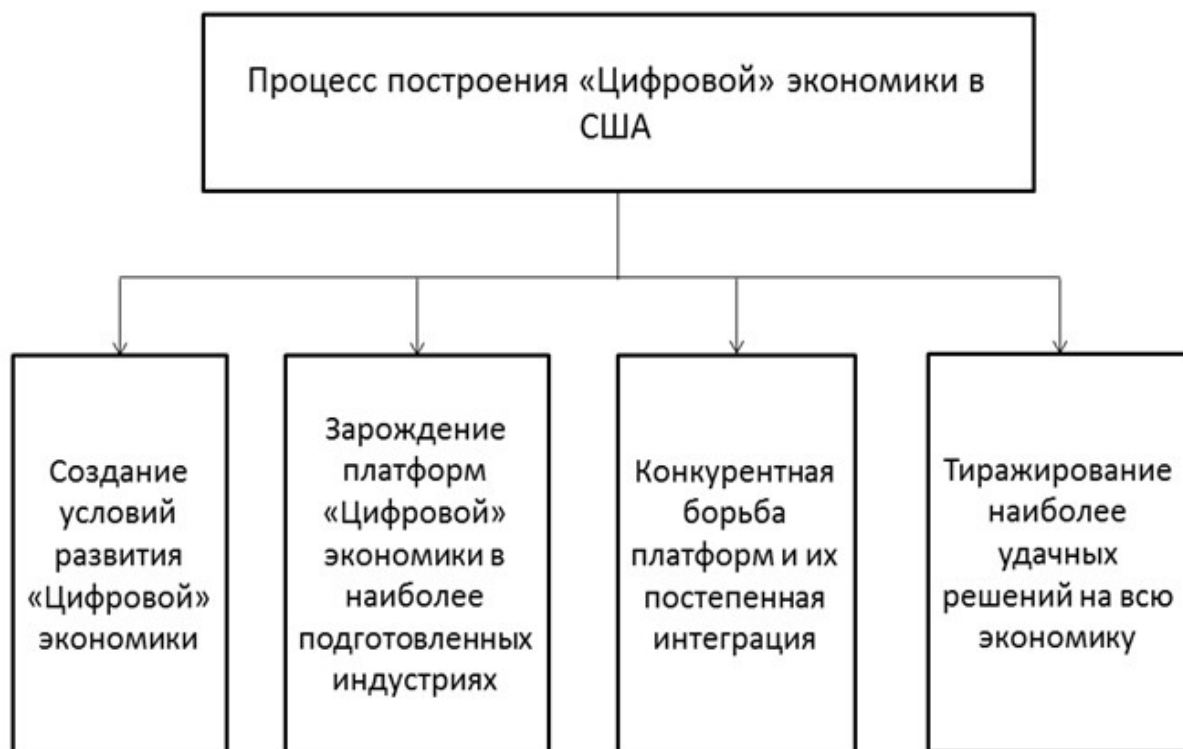 Процесс построения «Цифровой» экономики в
США
Создание
условий
развития
«Цифровой»
экономики
Зарождение
платформ
«Цифровой»
экономики в
наиболее
подготовленных
индустриях
Конкурентная
борьба
платформ и их
постепенная
интеграция
Тиражирование
наиболее
удачных
решений на всю
экономику